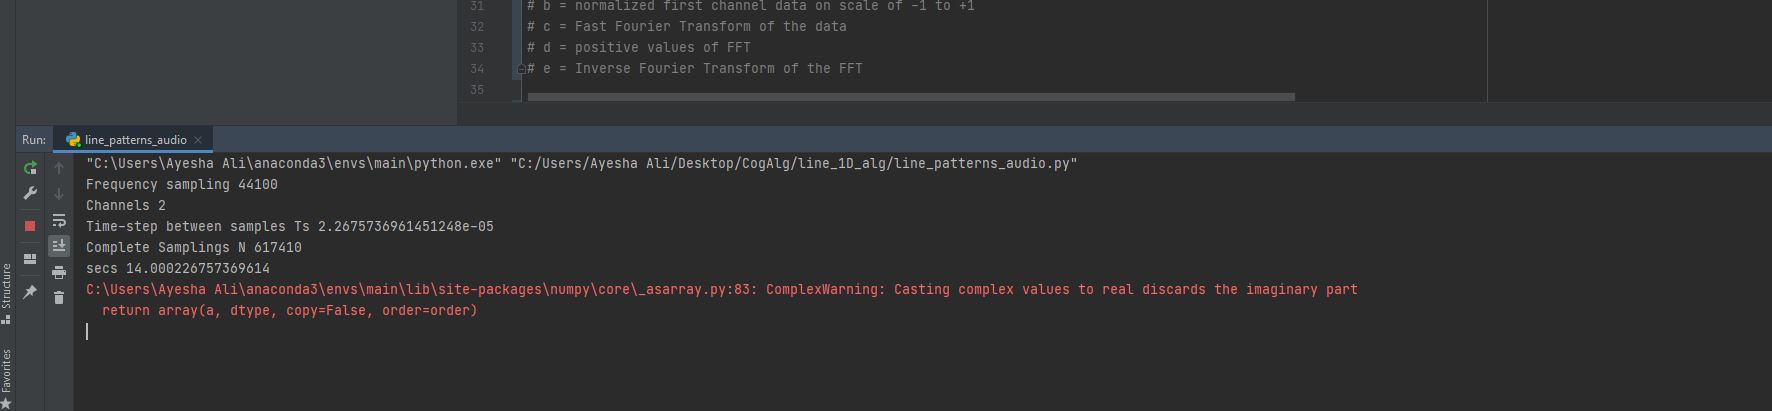 31 # b = normalized first channel data on scale of -1 to +1
32 # c = Fast Fourier Transform of the data
33 # d = positive values of FFT
34 # e = Inverse Fourier Transform of the FFT
35
Run: line_patterns_audio
"C:\Users\Ayesha Ali\anaconda3\envs\main\python.exe" "C:/Users/Ayesha Ali/Desktop/CogAlg/line_1D_alg/line_patterns_audio.py"
Frequency sampling 44100
Channels 2
Time-step between samples Ts 2.2675736961451248e-05
Complete Samplings N 617410
secs 14.000226757369614
C:\Users\Ayesha Ali\anaconda3\envs\main\lib\site-packages\numpy\core\_asarray.py:83: ComplexWarning: Casting complex values to real discards the imaginary part
return array(a, dtype, copy=False, order=order)
Structure
Favorites